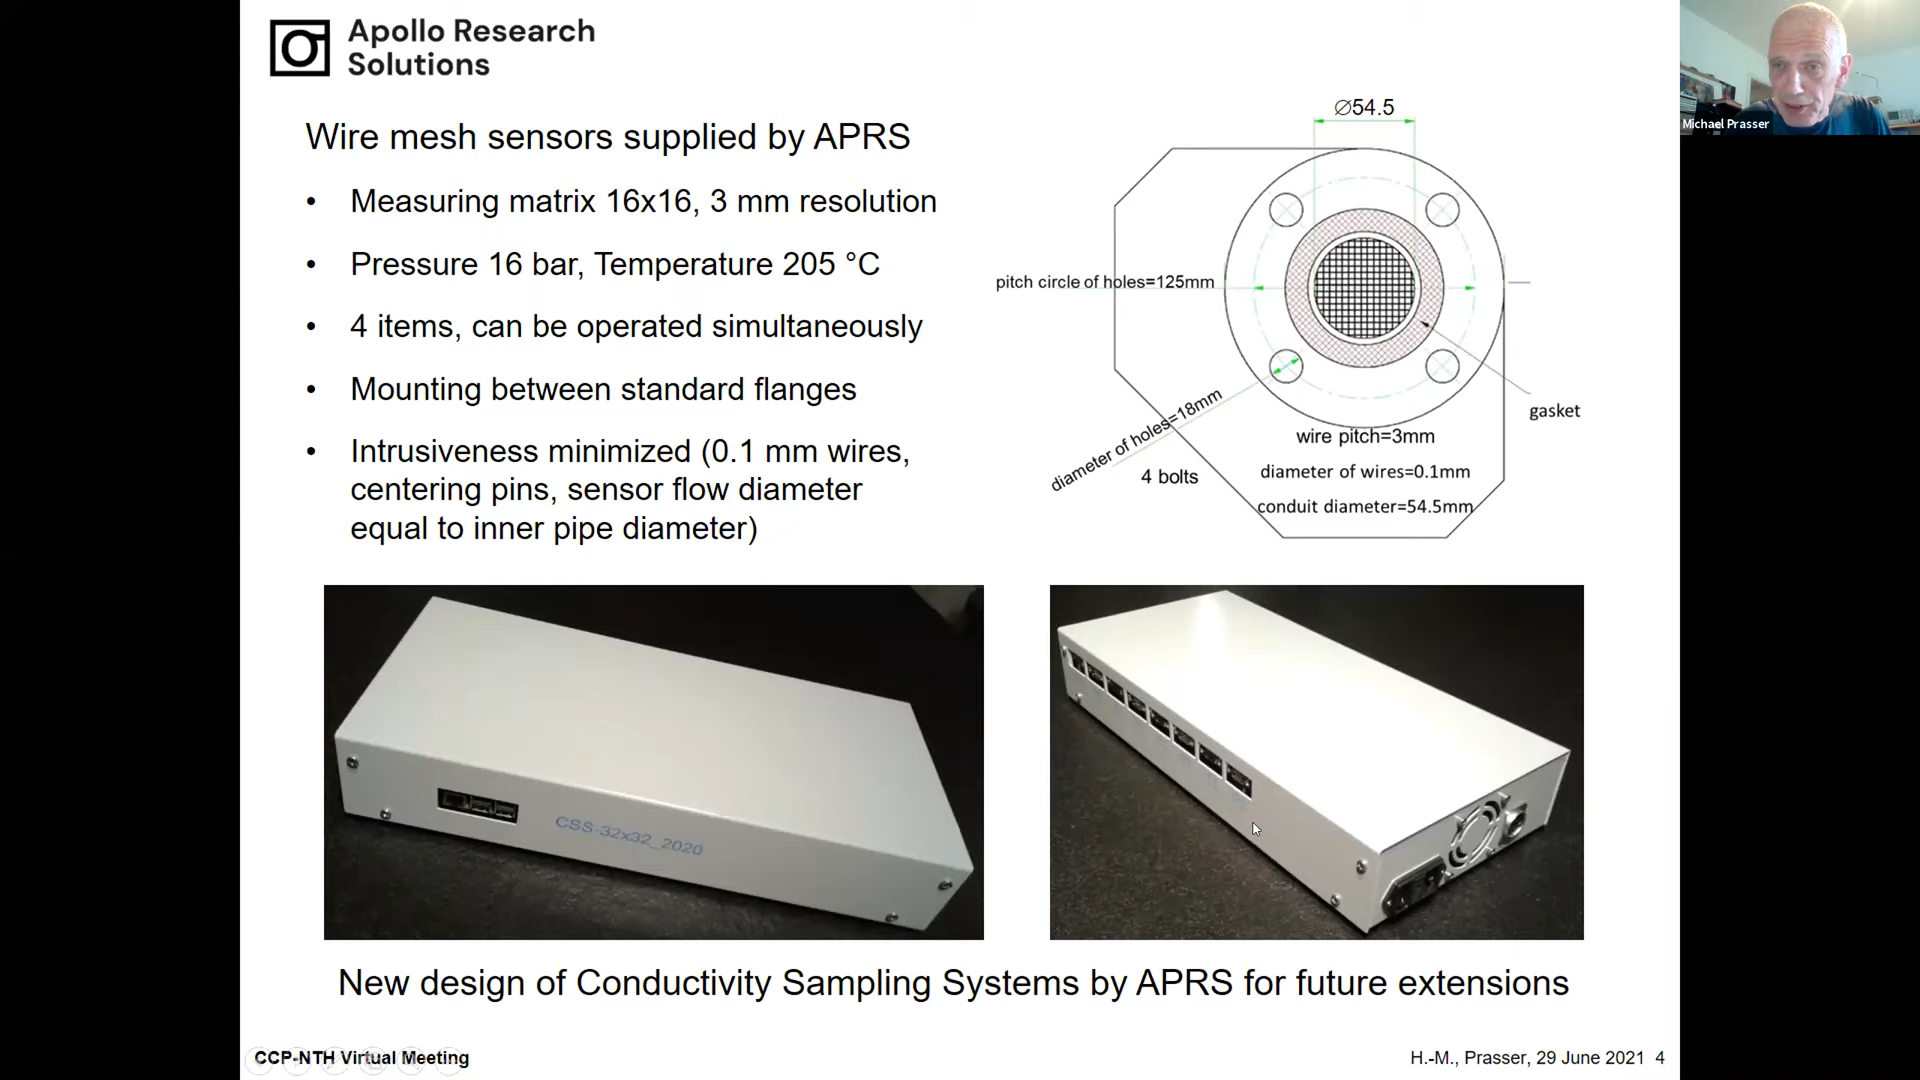 Apollo Research
Solutions
Michael Prasser
Wire mesh sensors supplied by APRS
• Measuring matrix 16x16, 3 mm resolution
• Pressure 16 bar, Temperature 205 °C
• 4 items, can be operated simultaneously
• Mounting between standard flanges
• Intrusiveness minimized (0.1 mm wires,
centering pins, sensor flow diameter
equal to inner pipe diameter)
∅54.5
pitch circle of holes=125mm
diameter of holes=18mm
4 bolts
gasket
wire pitch=3mm
diameter of wires=0.1mm
conduit diameter=54.5mm
CSS-32x32_2020
New design of Conductivity Sampling Systems by APRS for future extensions
CCP-NTH Virtual Meeting
H.-M., Prasser, 29 June 2021 4